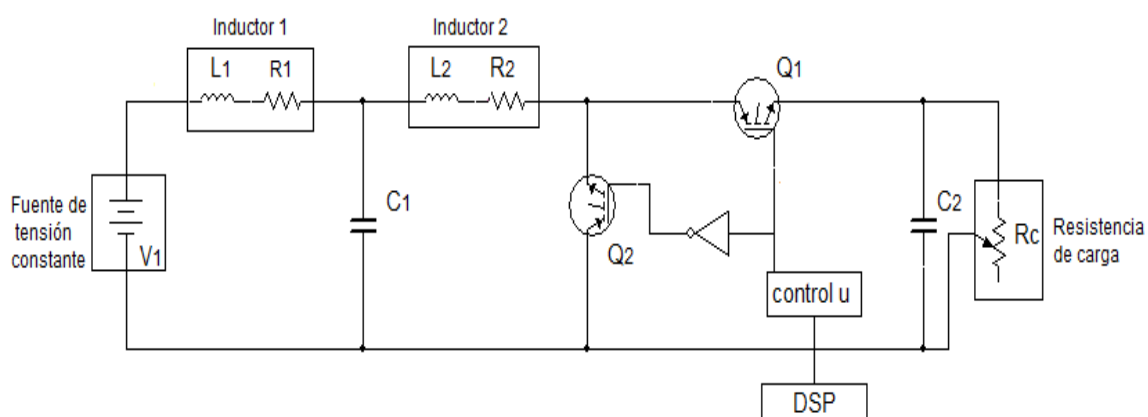 Inductor 1
Inductor 2
L1
R1
L2
R2
Q1
Fuente de
tensión
constante
V1
C1
Q2
C2
Rc
Resistencia
de carga
control u
DSP